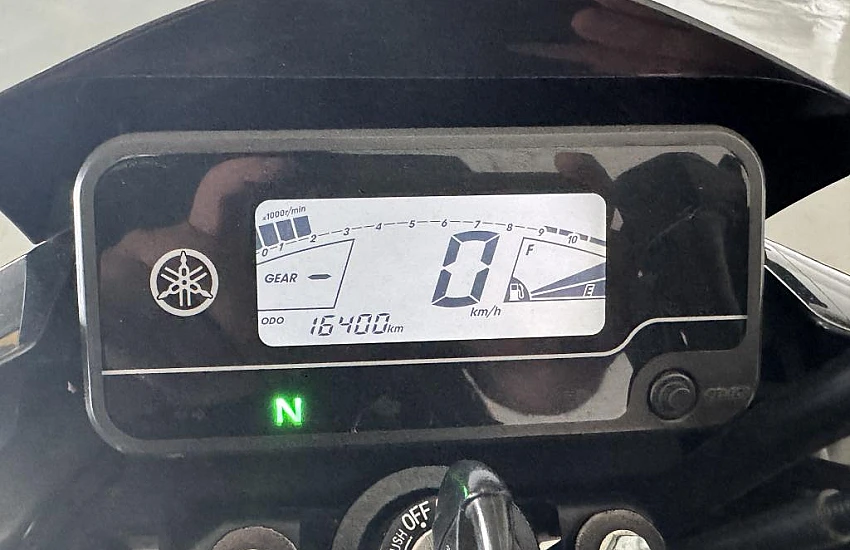 x1000r/min
0 1 2 3 4 5 6 7 8 9 10
GEAR -
F
0
E
km/h
ODO 16400km
N
OFF
PUSH